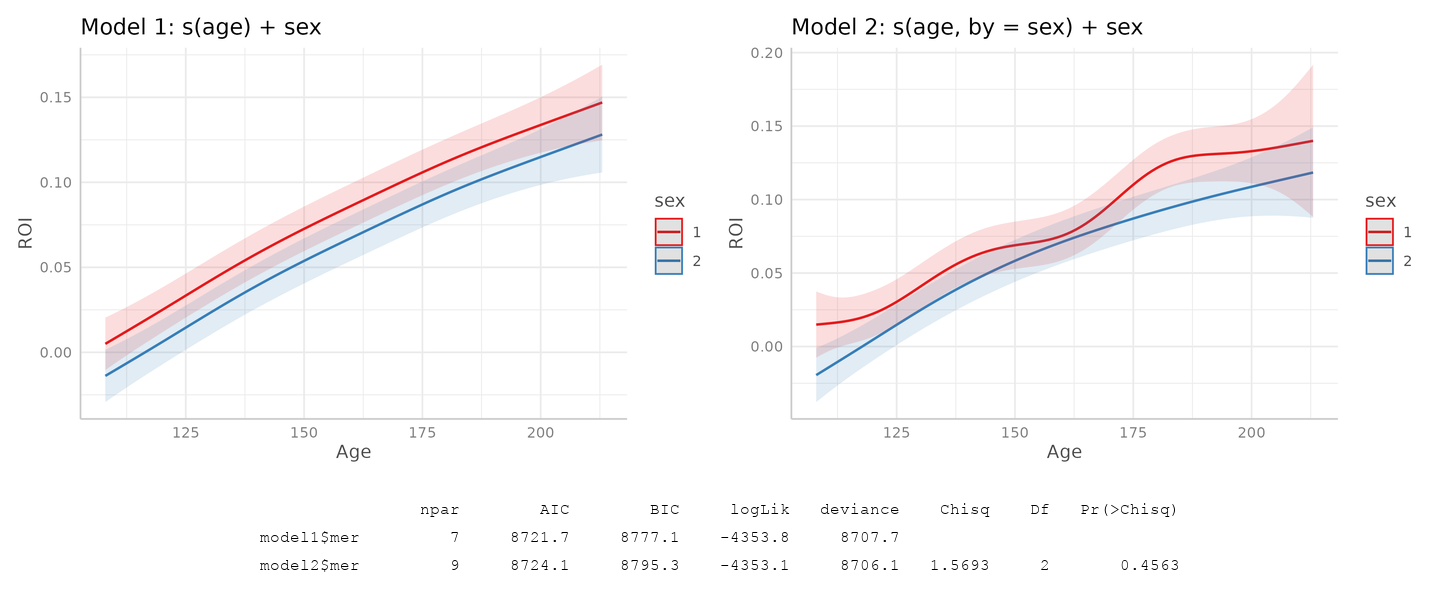 Model 1: s(age) + sex
0.15
0.10
0.05
0.00
ROI
125 150 175 200
Age
sex
1
2
Model 2: s(age, by = sex) + sex
0.20
0.15
0.10
0.05
0.00
ROI
125 150 175 200
Age
sex
1
2
npar AIC BIC logLik deviance Chisq Df Pr(>Chisq)
model1$mer 7 8721.7 8777.1 -4353.8 8707.7
model2$mer 9 8724.1 8795.3 -4353.1 8706.1 1.5693 2 0.4563